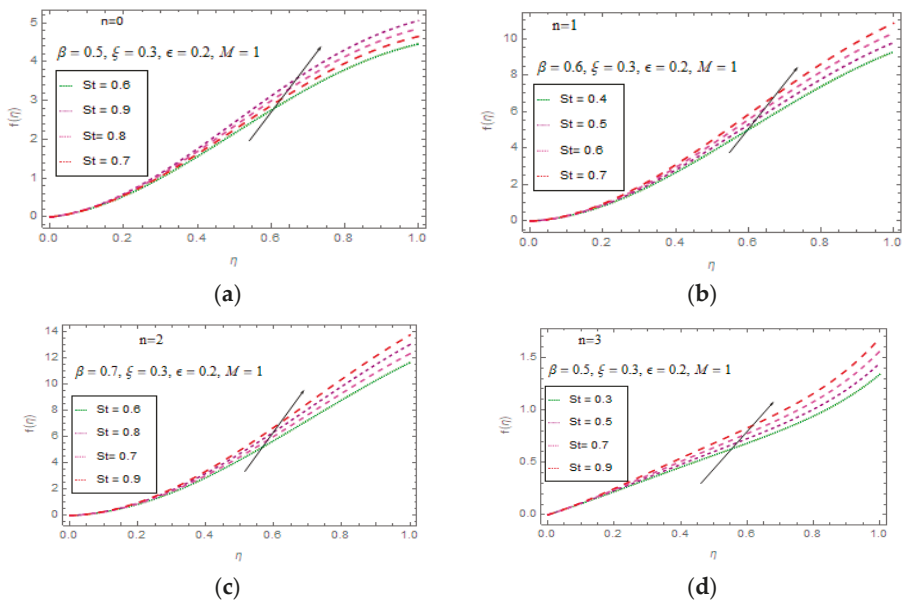 n=0
β = 0.5, ξ = 0.3, ϵ = 0.2, M = 1
St = 0.6
St = 0.9
St= 0.8
St = 0.7
f(η)
5
4
3
2
1
0
0.0 0.2 0.4 0.6 0.8 1.0
η
(a)
n=1
β = 0.6, ξ = 0.3, ϵ = 0.2, M = 1
St = 0.4
St = 0.5
St= 0.6
St = 0.7
f(η)
10
8
6
4
2
0
0.0 0.2 0.4 0.6 0.8 1.0
η
(b)
n=2
β = 0.7, ξ = 0.3, ϵ = 0.2, M = 1
St = 0.6
St = 0.8
St= 0.7
St = 0.9
f(η)
14
12
10
8
6
4
2
0
0.0 0.2 0.4 0.6 0.8 1.0
η
(c)
n=3
β = 0.5, ξ = 0.3, ϵ = 0.2, M = 1
St = 0.3
St = 0.5
St= 0.7
St = 0.9
f(η)
1.5
1.0
0.5
0.0
0.0 0.2 0.4 0.6 0.8 1.0
η
(d)